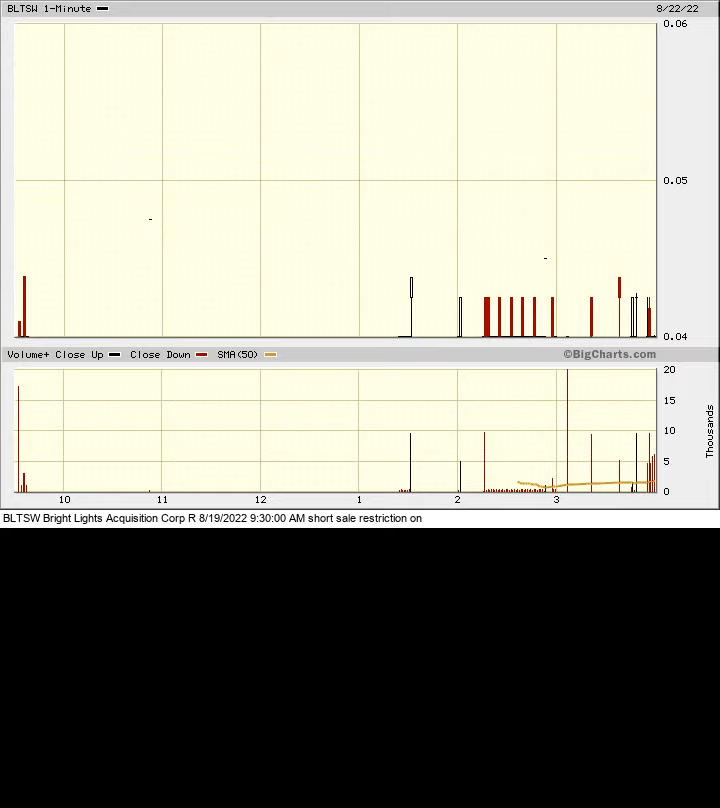 BLTSW 1-Minute 8/22/22
0.06
0.05
0.04
Volume+ Close Up Close Down SMA(50) ©BigCharts.com
20
15
10
5
0
Thousands
10 11 12 1 2 3
BLTSW Bright Lights Acquisition Corp R 8/19/2022 9:30:00 AM short sale restriction on